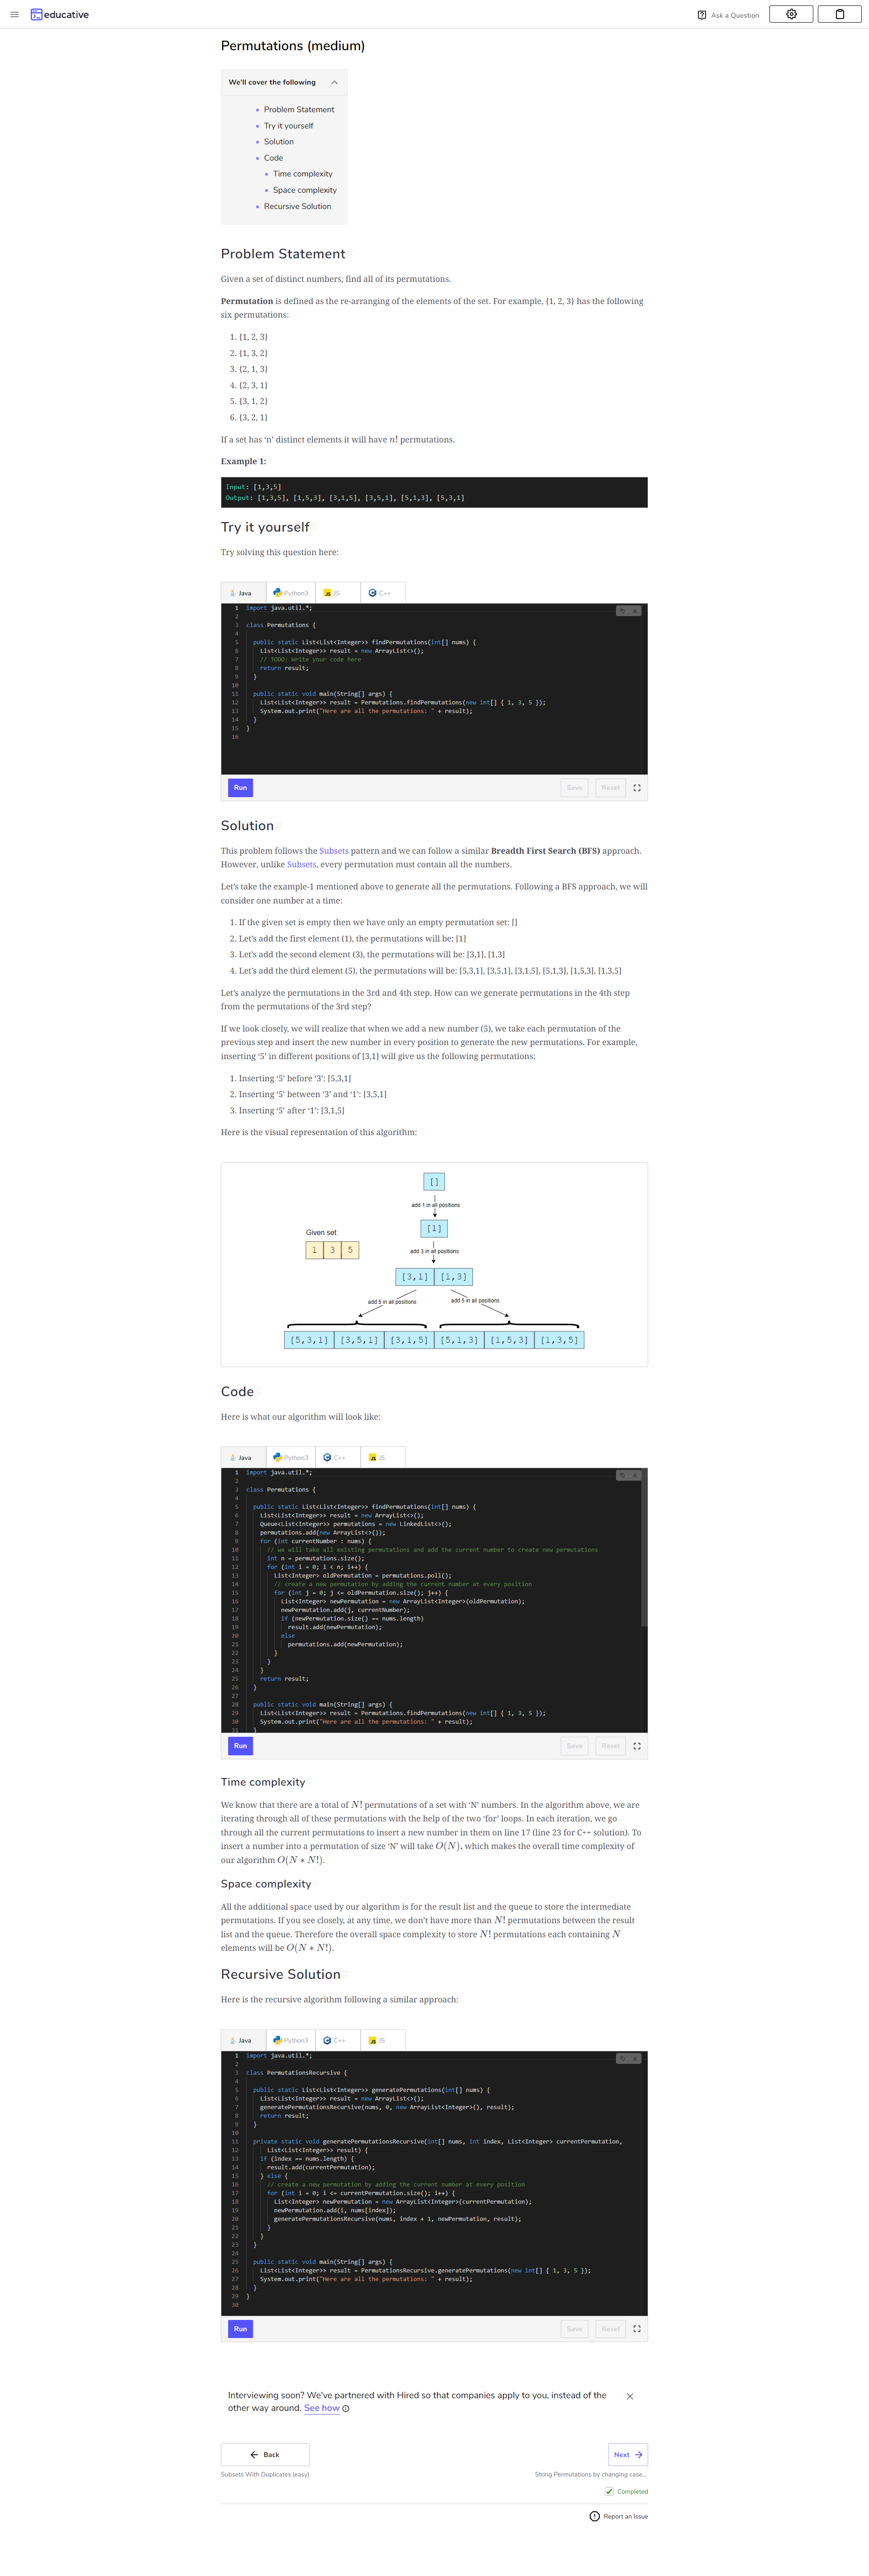 educative
Ask a Question
Permutations (medium)
We'll cover the following
Problem Statement
Try it yourself
Solution
Code
Time complexity
Space complexity
Recursive Solution
Problem Statement
Given a set of distinct numbers, find all of its permutations.
Permutation is defined as the re-arranging of the elements of the set. For example, {1, 2, 3} has the following
six permutations:
1. {1, 2, 3}
2. {1, 3, 2}
3. {2, 1, 3}
4. {2, 3, 1}
5. {3, 1, 2}
6. {3, 2, 1}
If a set has ‘n’ distinct elements it will have n! permutations.
Example 1:
Input: [1,3,5]
Output: [1,3,5], [1,5,3], [3,1,5], [3,5,1], [5,1,3], [5,3,1]
Try it yourself
Try solving this question here:
Java Python3 JS C++
1 import java.util.*;
2
3 class Permutations {
4
5 public static List<List<Integer>> findPermutations(int[] nums) {
6 List<List<Integer>> result = new ArrayList<>();
7 // TODO: Write your code here
8 return result;
9 }
10
11 public static void main(String[] args) {
12 List<List<Integer>> result = Permutations.findPermutations(new int[] { 1, 3, 5 });
13 System.out.print("Here are all the permutations: " + result);
14 }
15 }
16
Run Save Reset
Solution
This problem follows the Subsets pattern and we can follow a similar Breadth First Search (BFS) approach.
However, unlike Subsets, every permutation must contain all the numbers.
Let’s take the example-1 mentioned above to generate all the permutations. Following a BFS approach, we will
consider one number at a time:
1. If the given set is empty then we have only an empty permutation set: []
2. Let’s add the first element (1), the permutations will be: [1]
3. Let’s add the second element (3), the permutations will be: [3,1], [1,3]
4. Let’s add the third element (5), the permutations will be: [5,3,1], [3,5,1], [3,1,5], [5,1,3], [1,5,3], [1,3,5]
Let’s analyze the permutations in the 3rd and 4th step. How can we generate permutations in the 4th step
from the permutations of the 3rd step?
If we look closely, we will realize that when we add a new number (5), we take each permutation of the
previous step and insert the new number in every position to generate the new permutations. For example,
inserting ‘5’ in different positions of [3,1] will give us the following permutations:
1. Inserting ‘5’ before ‘3’: [5,3,1]
2. Inserting ‘5’ between ‘3’ and ‘1’: [3,5,1]
3. Inserting ‘5’ after ‘1’: [3,1,5]
Here is the visual representation of this algorithm:
[]
add 1 in all positions
[1]
Given set:
1 3 5
add 3 in all positions
[3,1] [1,3]
add 5 in all positions add 5 in all positions
[5,3,1] [3,5,1] [3,1,5] [5,1,3] [1,5,3] [1,3,5]
Code
Here is what our algorithm will look like:
Java Python3 C++ JS
1 import java.util.*;
2
3 class Permutations {
4
5 public static List<List<Integer>> findPermutations(int[] nums) {
6 List<List<Integer>> result = new ArrayList<>();
7 Queue<List<Integer>> permutations = new LinkedList<>();
8 permutations.add(new ArrayList<>());
9 for (int currentNumber : nums) {
10 // we will take all existing permutations and add the current number to create new permutations
11 int n = permutations.size();
12 for (int i = 0; i < n; i++) {
13 List<Integer> oldPermutation = permutations.poll();
14 // create a new permutation by adding the current number at every position
15 for (int j = 0; j <= oldPermutation.size(); j++) {
16 List<Integer> newPermutation = new ArrayList<Integer>(oldPermutation);
17 newPermutation.add(j, currentNumber);
18 if (newPermutation.size() == nums.length)
19 result.add(newPermutation);
20 else
21 permutations.add(newPermutation);
22 }
23 }
24 }
25 return result;
26 }
27
28 public static void main(String[] args) {
29 List<List<Integer>> result = Permutations.findPermutations(new int[] { 1, 3, 5 });
30 System.out.print("Here are all the permutations: " + result);
31 }
Run Save Reset
Time complexity
We know that there are a total of N! permutations of a set with ‘N’ numbers. In the algorithm above, we are
iterating through all of these permutations with the help of the two ‘for’ loops. In each iteration, we go
through all the current permutations to insert a new number in them on line 17 (line 23 for C++ solution). To
insert a number into a permutation of size ‘N’ will take O(N), which makes the overall time complexity of
our algorithm O(N ∗ N!).
Space complexity
All the additional space used by our algorithm is for the result list and the queue to store the intermediate
permutations. If you see closely, at any time, we don’t have more than N! permutations between the result
list and the queue. Therefore the overall space complexity to store N! permutations each containing N
elements will be O(N ∗ N!).
Recursive Solution
Here is the recursive algorithm following a similar approach:
Java Python3 C++ JS
1 import java.util.*;
2
3 class PermutationsRecursive {
4
5 public static List<List<Integer>> generatePermutations(int[] nums) {
6 List<List<Integer>> result = new ArrayList<>();
7 generatePermutationsRecursive(nums, 0, new ArrayList<Integer>(), result);
8 return result;
9 }
10
11 private static void generatePermutationsRecursive(int[] nums, int index, List<Integer> currentPermutation,
12 List<List<Integer>> result) {
13 if (index == nums.length) {
14 result.add(currentPermutation);
15 } else {
16 // create a new permutation by adding the current number at every position
17 for (int i = 0; i <= currentPermutation.size(); i++) {
18 List<Integer> newPermutation = new ArrayList<Integer>(currentPermutation);
19 newPermutation.add(i, nums[index]);
20 generatePermutationsRecursive(nums, index + 1, newPermutation, result);
21 }
22 }
23 }
24
25 public static void main(String[] args) {
26 List<List<Integer>> result = PermutationsRecursive.generatePermutations(new int[] { 1, 3, 5 });
27 System.out.print("Here are all the permutations: " + result);
28 }
29 }
30
Run Save Reset
Interviewing soon? We've partnered with Hired so that companies apply to you, instead of the
other way around. See how
Back Next
Subsets With Duplicates (easy) String Permutations by changing case...
Completed
Report an Issue